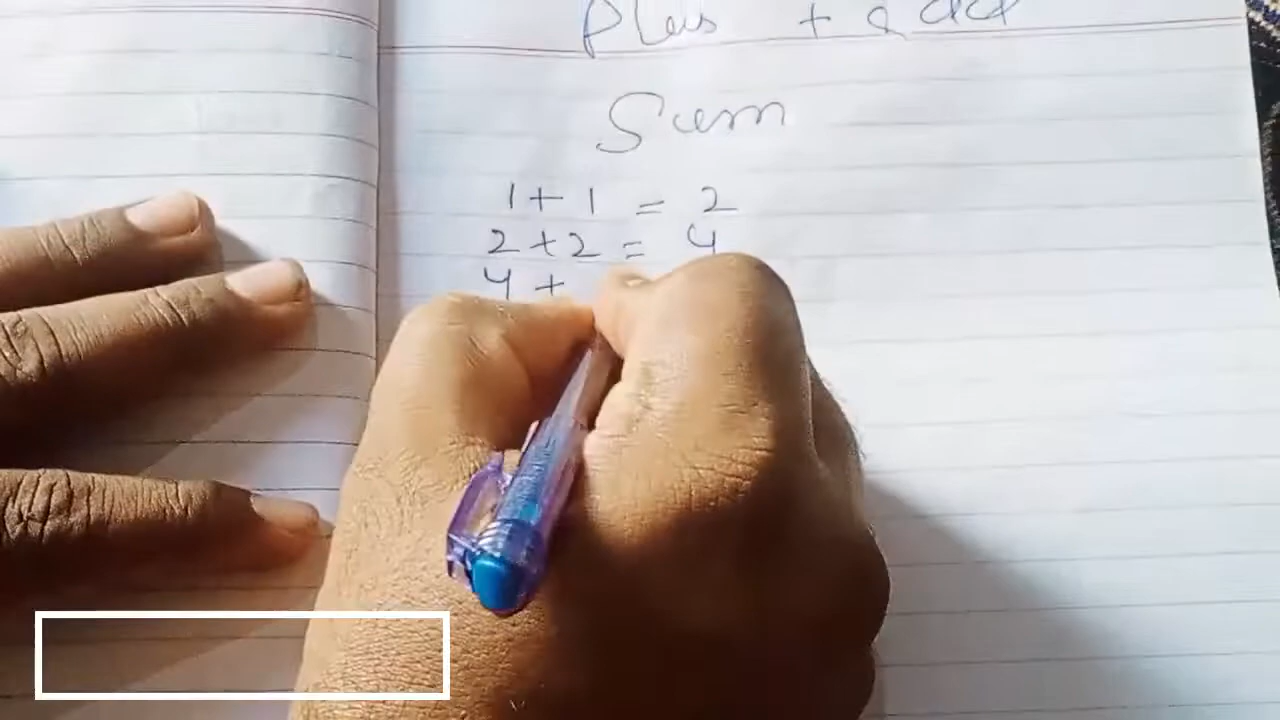 Plus + add
Sum
1 + 1 = 2
2 + 2 = 4
4 +